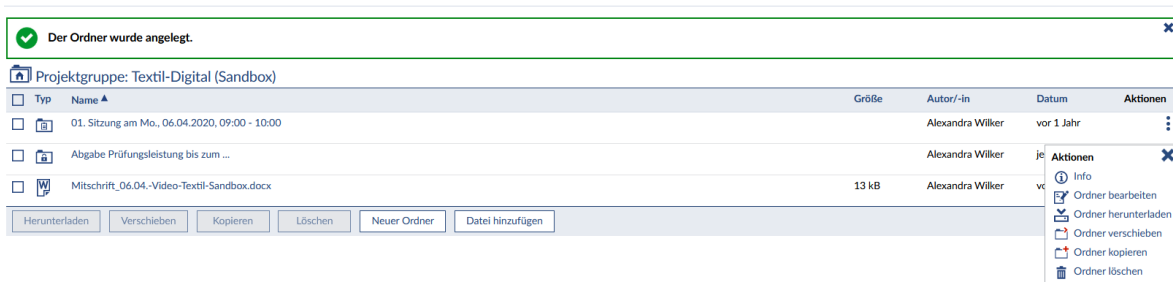 Der Ordner wurde angelegt.
Projektgruppe: Textil-Digital (Sandbox)
Typ Name Größe Autor/-in Datum Aktionen
01. Sitzung am Mo., 06.04.2020, 09:00 - 10:00 Alexandra Wilker vor 1 Jahr
Abgabe Prüfungsleistung bis zum ... Alexandra Wilker je
Aktionen
Info
Mitschrift_06.04.-Video-Textil-Sandbox.docx 13 kB Alexandra Wilker
Ordner bearbeiten
Ordner herunterladen
Ordner verschieben
Ordner kopieren
Ordner löschen
Herunterladen Verschieben Kopieren Löschen Neuer Ordner Datei hinzufügen